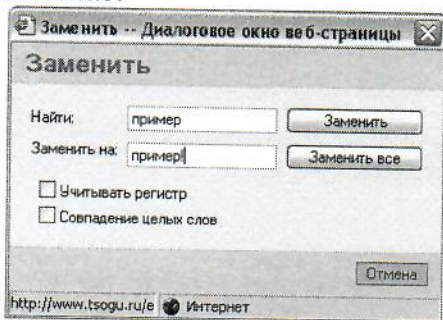 Заменить -- Диалоговое окно веб-страницы
Заменить
Найти: пример Заменить
Заменить на: пример! Заменить все
Учитывать регистр
Совпадение целых слов
Отмена
http://www.tsogu.ru/e Интернет